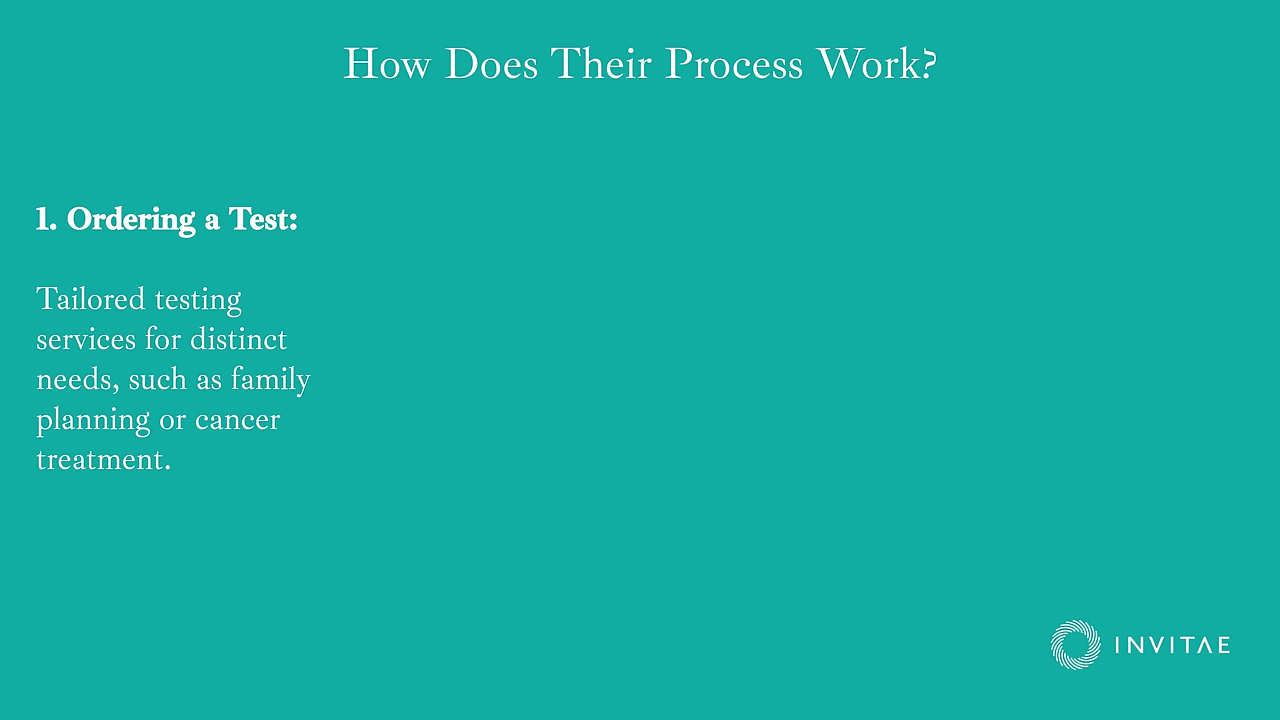 How Does Their Process Work?
1. Ordering a Test:
Tailored testing
services for distinct
needs, such as family
planning or cancer
treatment.
INVITAE